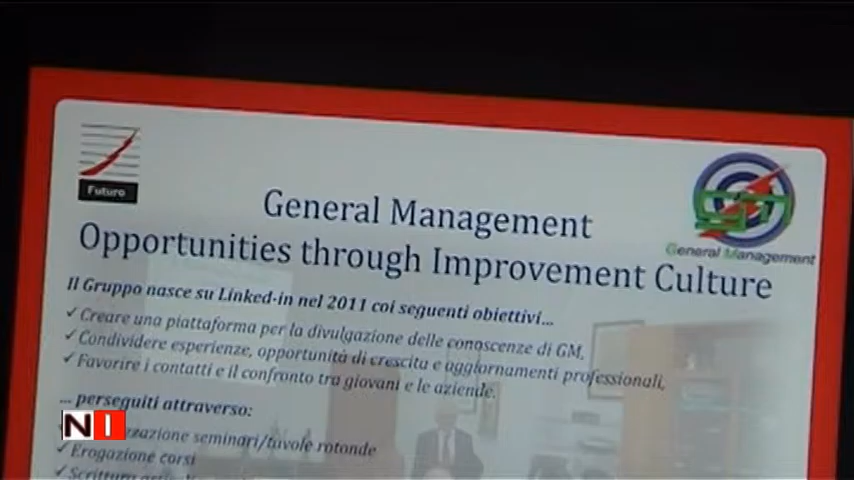 Futuro
General Management
General Management
Opportunities through Improvement Culture
Il Gruppo nasce su Linked-in nel 2011 coi seguenti obiettivi...
✓Creare una piattaforma per la divulgazione delle conoscenze di GM,
✓Condividere esperienze, opportunità di crescita e aggiornamenti professionali,
✓Favorire i contatti e il confronto tra giovani e le aziende.
... perseguiti attraverso:
NI
seminari/tavole rotonde
✓Erogazione corsi